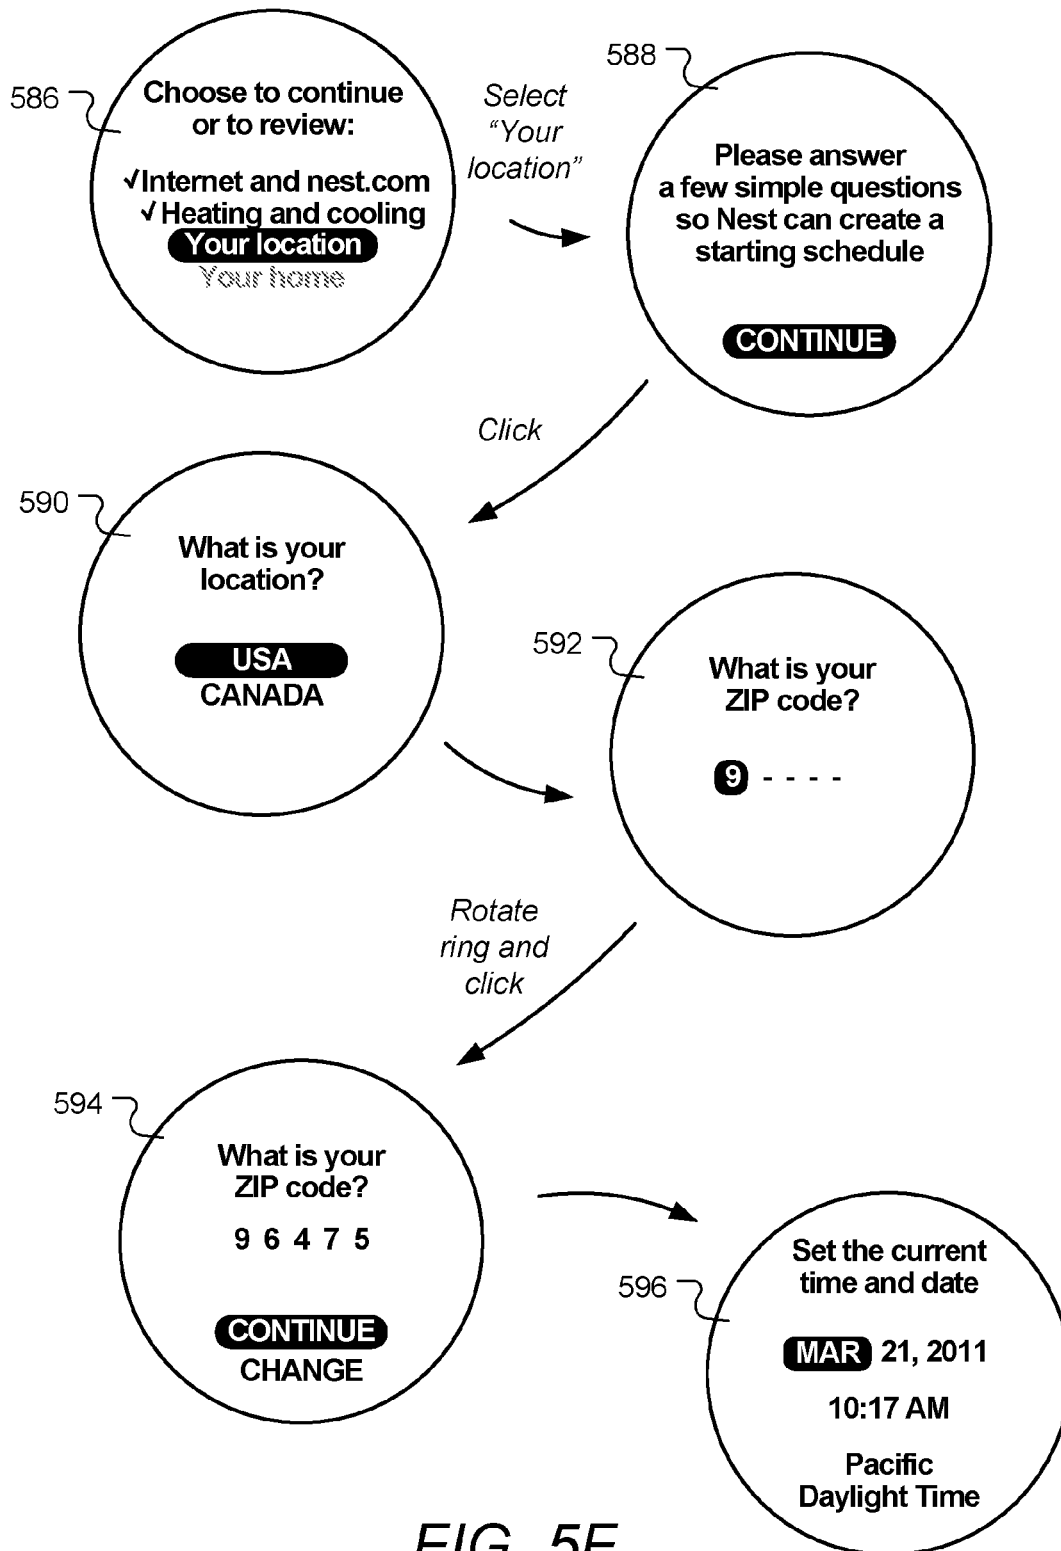 586
Choose to continue
or to review:
✓Internet and nest.com
✓Heating and cooling
Your location
Your home
Select
“Your
location”
588
Please answer
a few simple questions
so Nest can create a
starting schedule
CONTINUE
Click
590
What is your
location?
USA
CANADA
592
What is your
ZIP code?
9 - - - -
Rotate
ring and
click
594
What is your
ZIP code?
9 6 4 7 5
CONTINUE
CHANGE
596
Set the current
time and date
MAR 21, 2011
10:17 AM
Pacific
Daylight Time